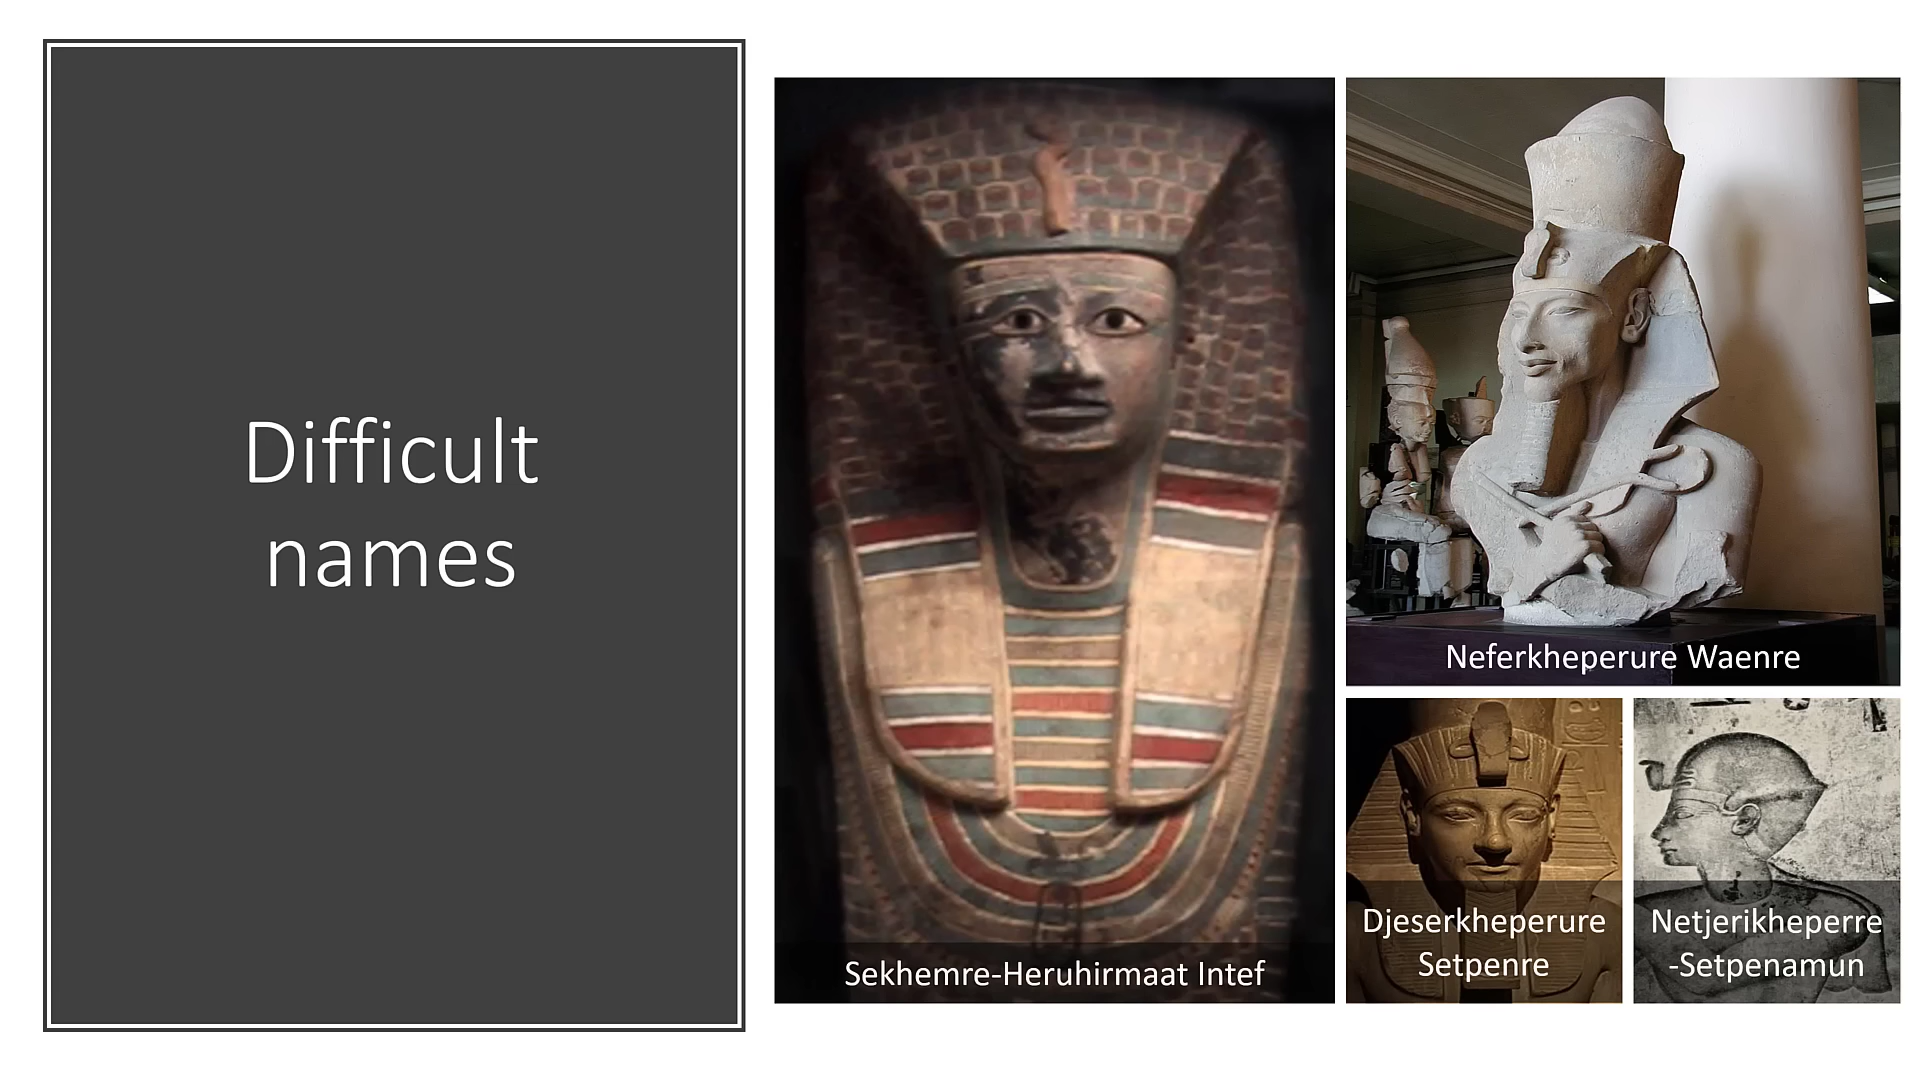 Difficult
names
Sekhemre-Heruhirmaat Intef
Neferkheperure Waenre
Djeserkheperure
Setpenre
Netjerikheperre
-Setpenamun